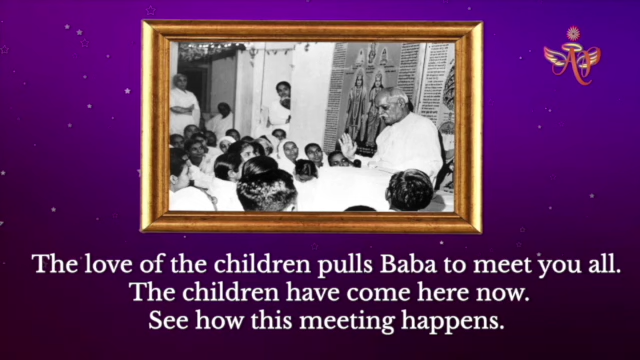 The love of the children pulls Baba to meet you all.
The children have come here now.
See how this meeting happens.